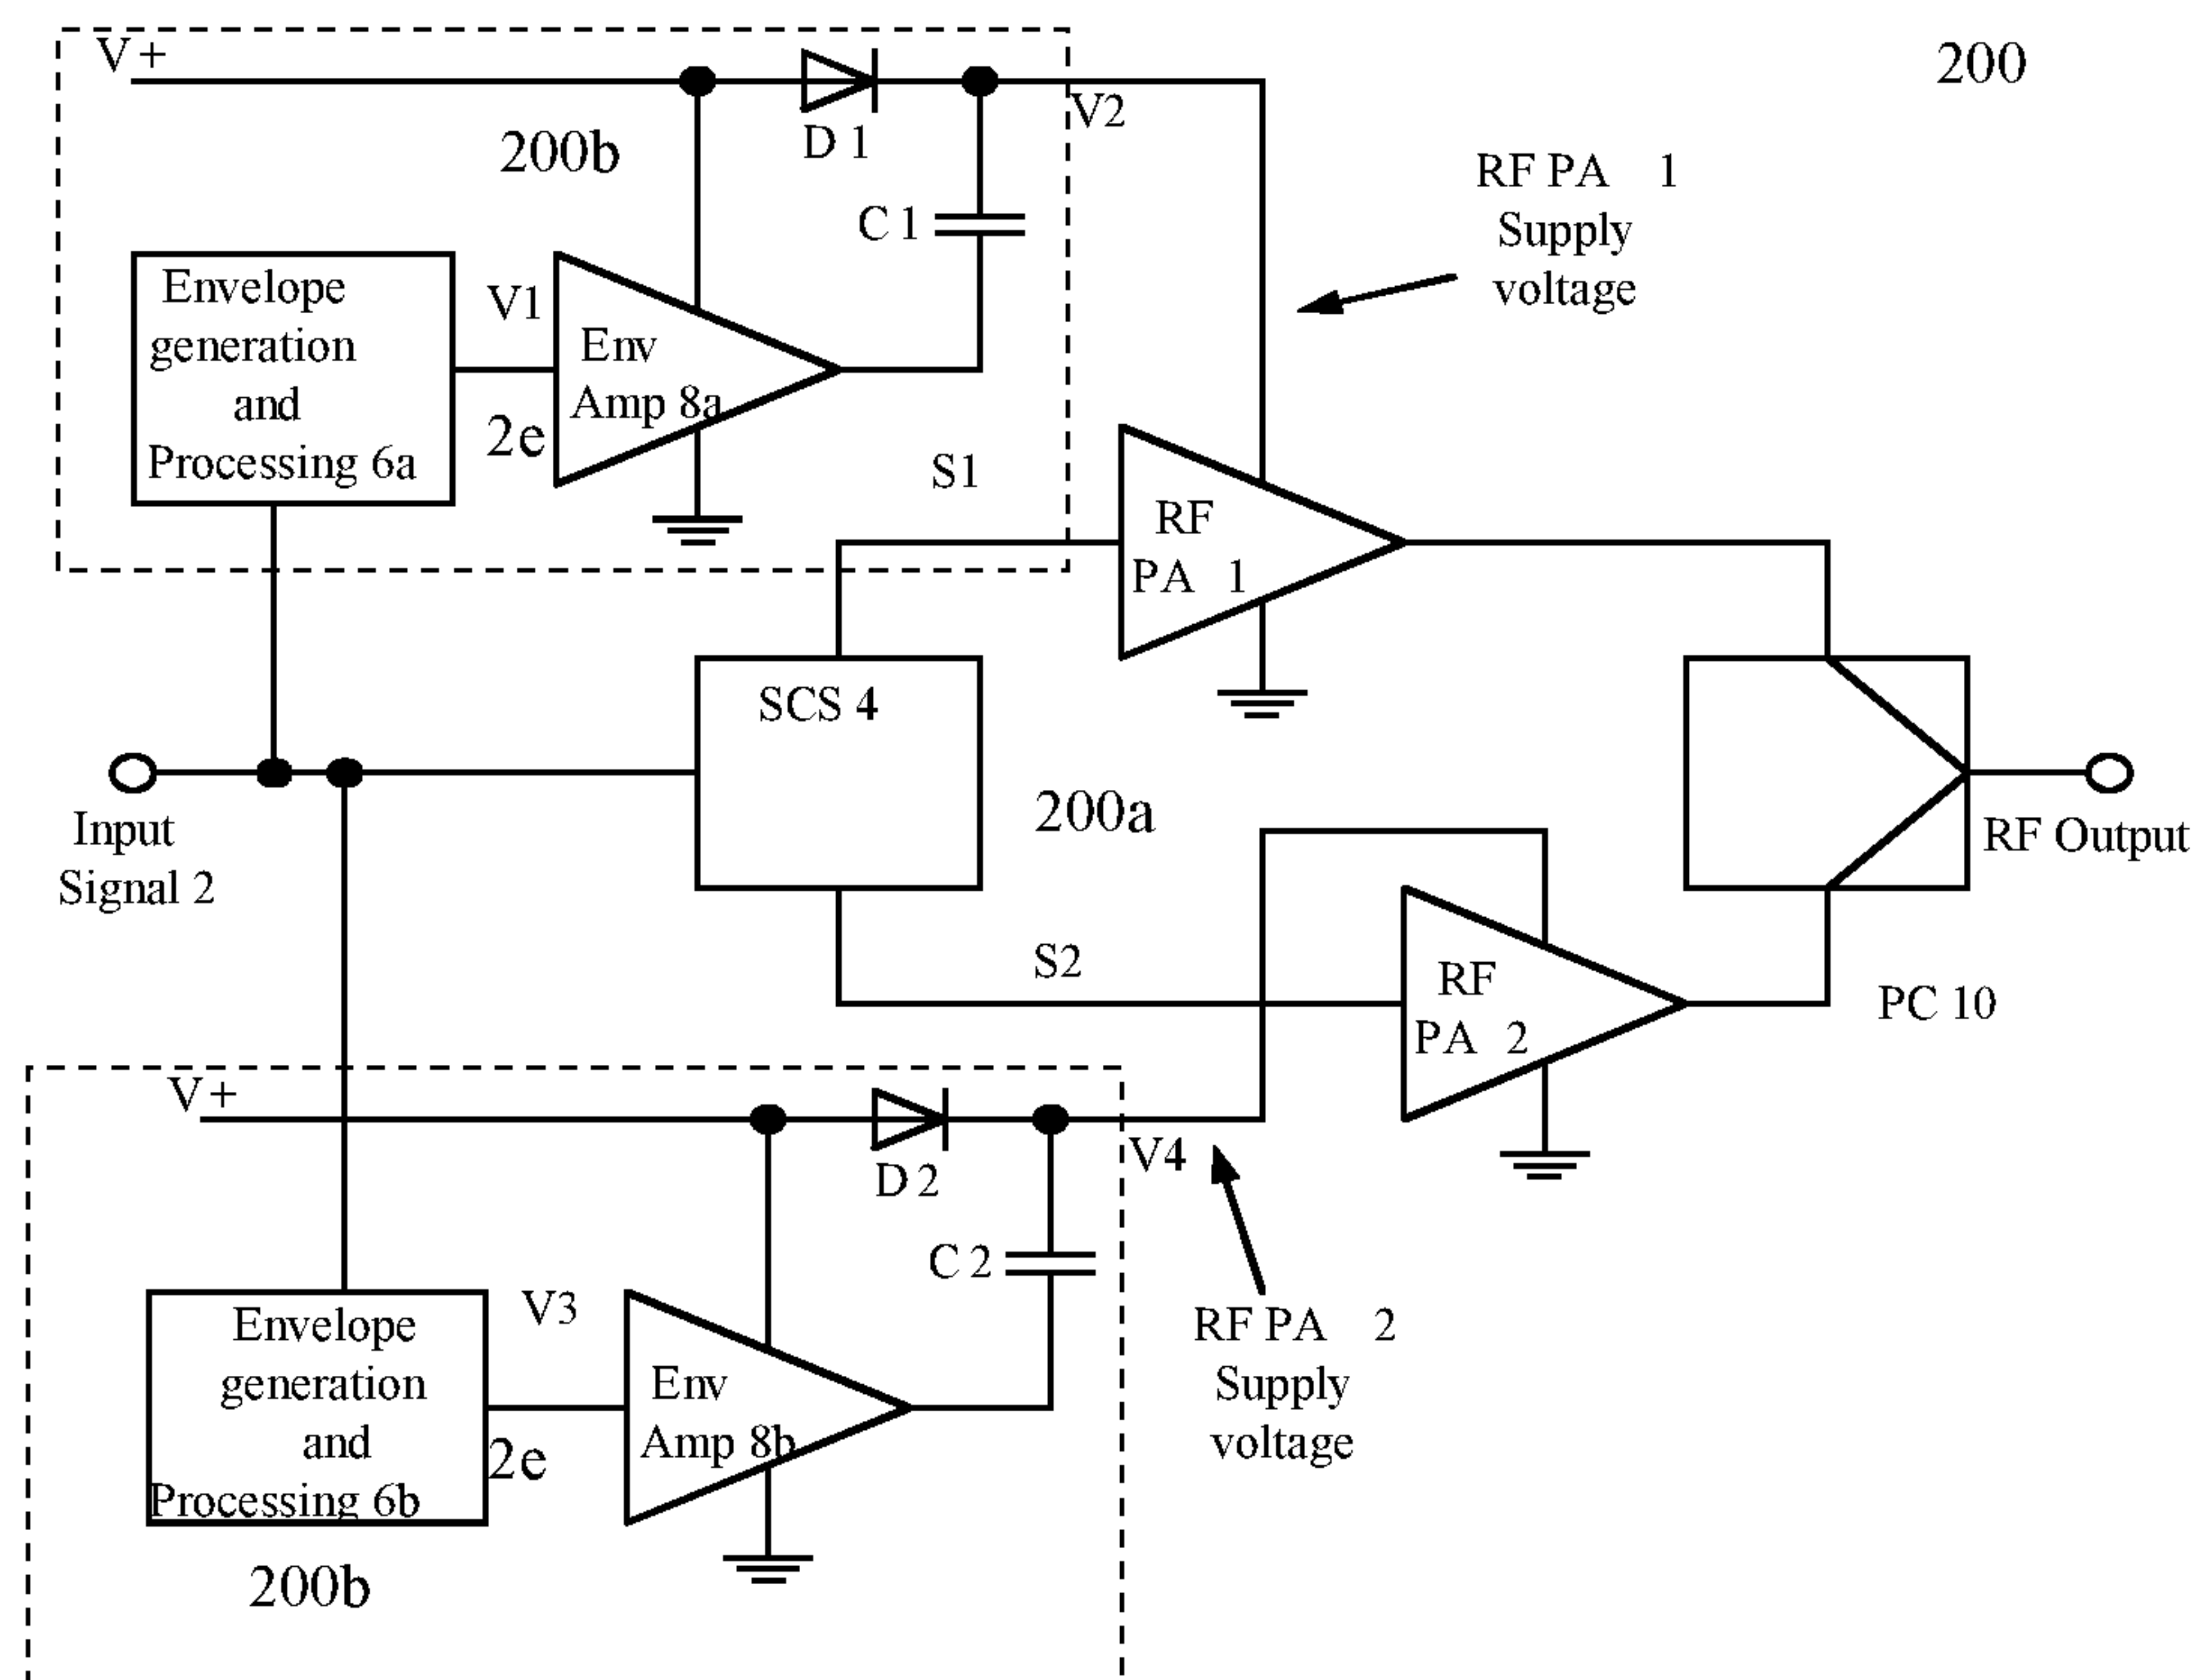 V+
200
V2
D 1
200b
RF PA 1
Supply
voltage
C 1
Envelope
generation
and
Processing 6a
V1
Env
Amp 8a
2e
S1
RF
PA 1
SCS 4
200a
Input
Signal 2
RF Output
S2
RF
PA 2
PC 10
V+
V4
D 2
C 2
V3
Envelope
generation
and
Processing 6b
Env
Amp 8b
2e
RF PA 2
Supply
voltage
200b